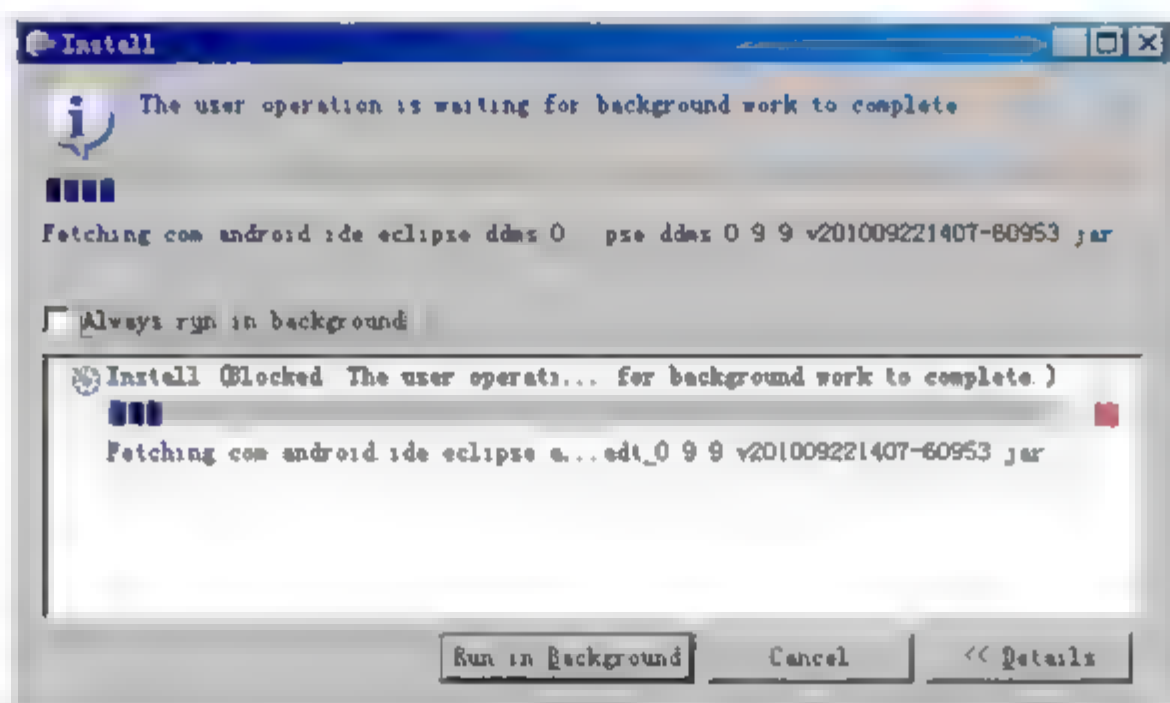 Install
The user operation is waiting for background work to complete
Fetching com android ide eclipse ddms 0   pse ddms 0 9 9 v201009221407-60953 jar
Always run in background
Install (Blocked The user operati... for background work to complete.)
Fetching com android ide eclipse a...adt_0 9 9 v201009221407-60953 jar
Run in Background
Cancel
<< Details